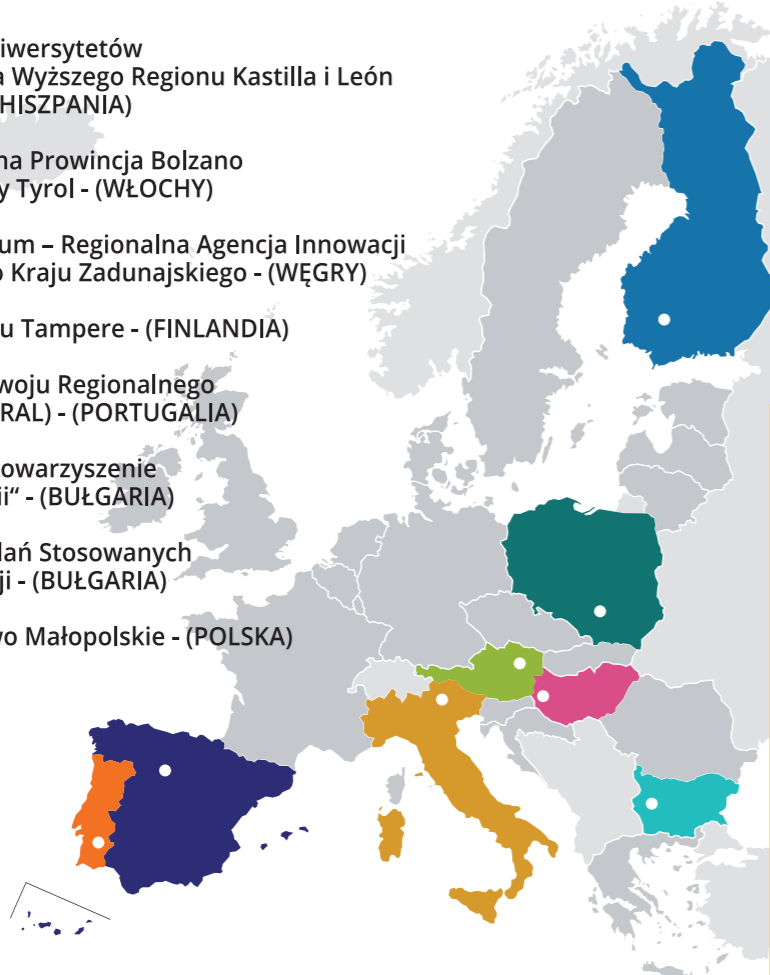 iwersytetów
a Wyższego Regionu Kastilla i León
HISZPANIA)
na Prowincja Bolzano
y Tyrol - (WŁOCHY)
um – Regionalna Agencja Innowacji
o Kraju Zadunajskiego - (WĘGRY)
u Tampere - (FINLANDIA)
woju Regionalnego
RAL) - (PORTUGALIA)
owarzyszenie
ii“ - (BUŁGARIA)
dań Stosowanych
ji - (BUŁGARIA)
wo Małopolskie - (POLSKA)